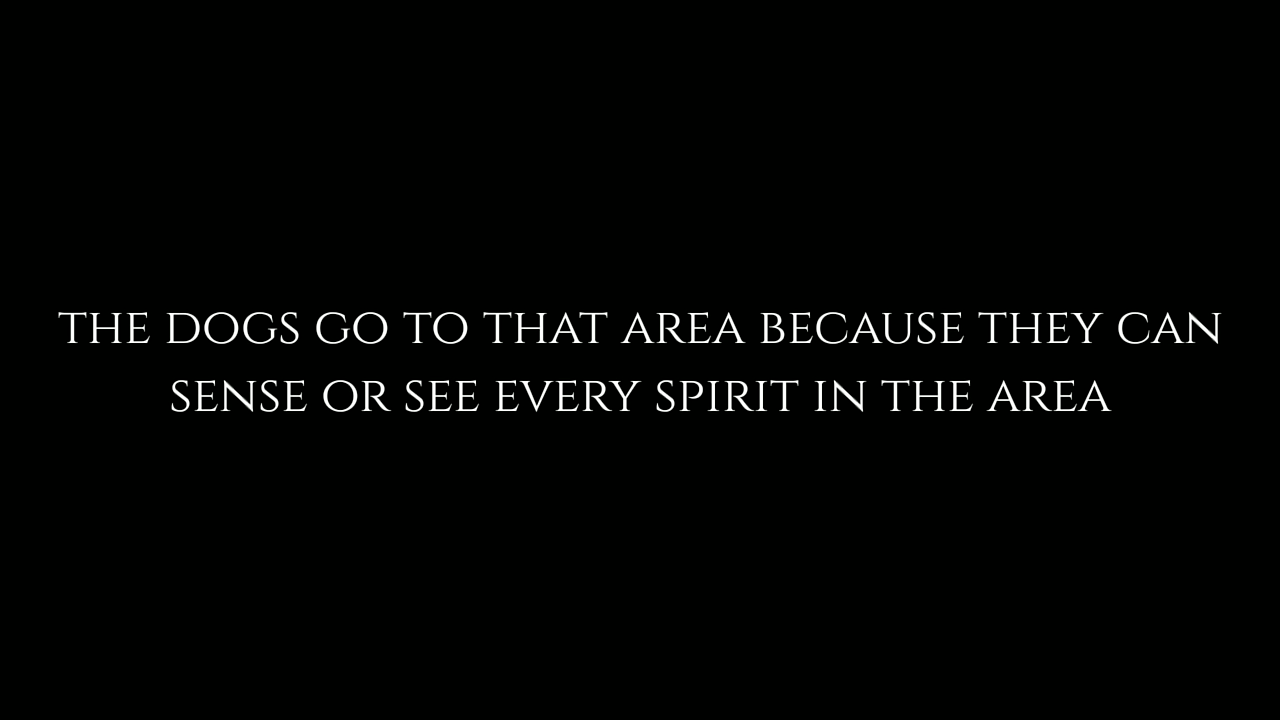 THE DOGS GO TO THAT AREA BECAUSE THEY CAN
SENSE OR SEE EVERY SPIRIT IN THE AREA